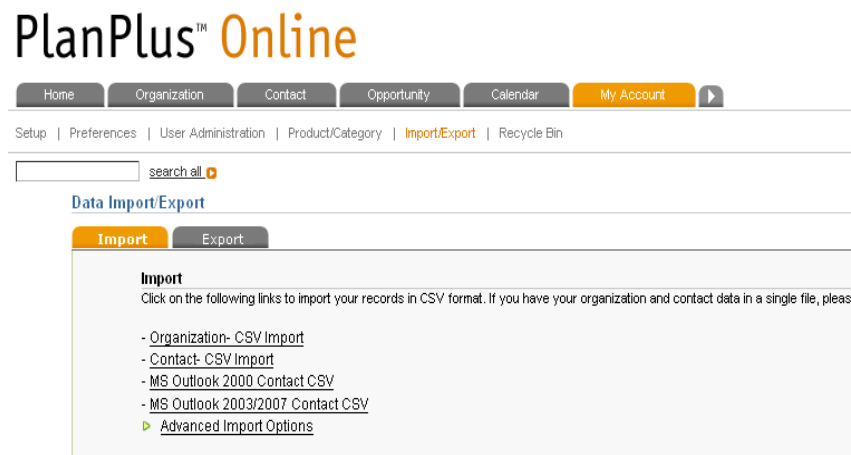 PlanPlus™ Online
Home Organization Contact Opportunity Calendar My Account
Setup | Preferences | User Administration | Product/Category | Import/Export | Recycle Bin
search all
Data Import/Export
Import Export
Import
Click on the following links to import your records in CSV format. If you have your organization and contact data in a single file, pleas
- Organization- CSV Import
- Contact- CSV Import
- MS Outlook 2000 Contact CSV
- MS Outlook 2003/2007 Contact CSV
Advanced Import Options